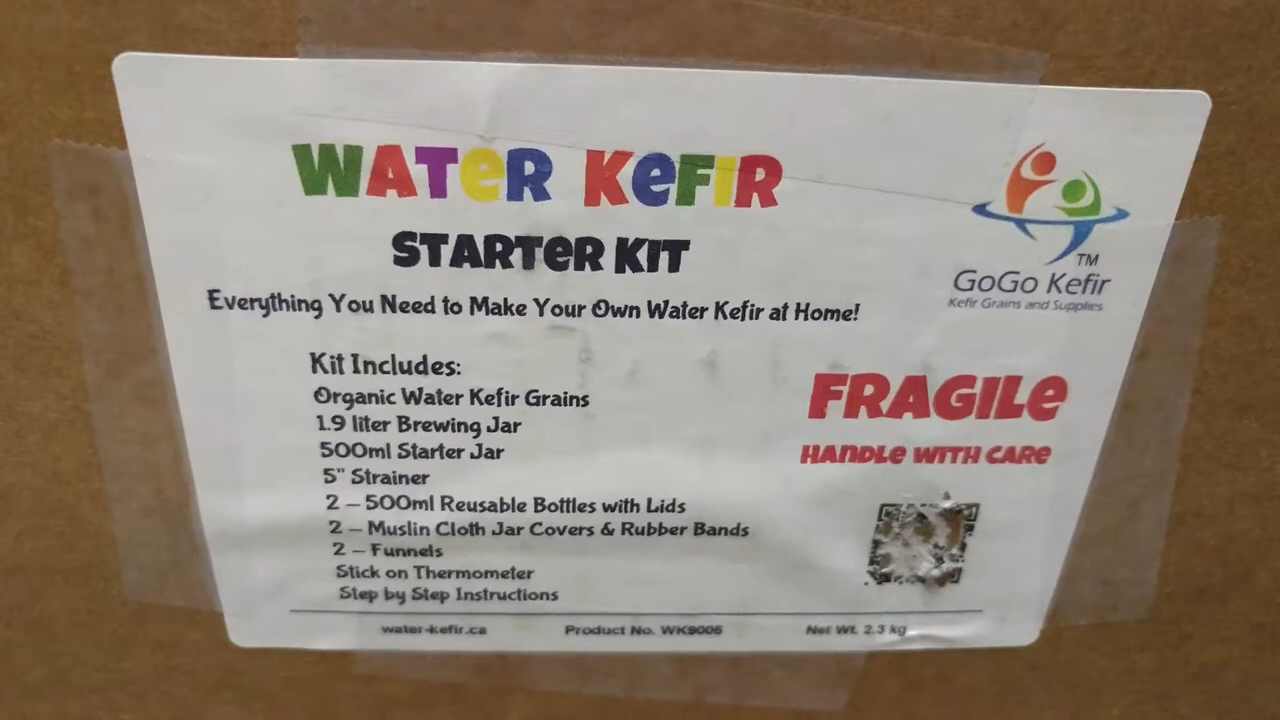 WATER KEFIR
STARTER KIT
Everything You Need to Make Your Own Water Kefir at Home!
TM
GoGo Kefir
Kefir Grains and Supplies
Kit Includes:
Organic Water Kefir Grains
1.9 liter Brewing Jar
500ml Starter Jar
5" Strainer
2 – 500ml Reusable Bottles with Lids
2 – Muslin Cloth Jar Covers & Rubber Bands
2 – Funnels
Stick on Thermometer
Step by Step Instructions
FRAGILE
HANDLE WITH CARE
water-kefir.ca Product No. WK9006 Net Wt. 2.3 kg